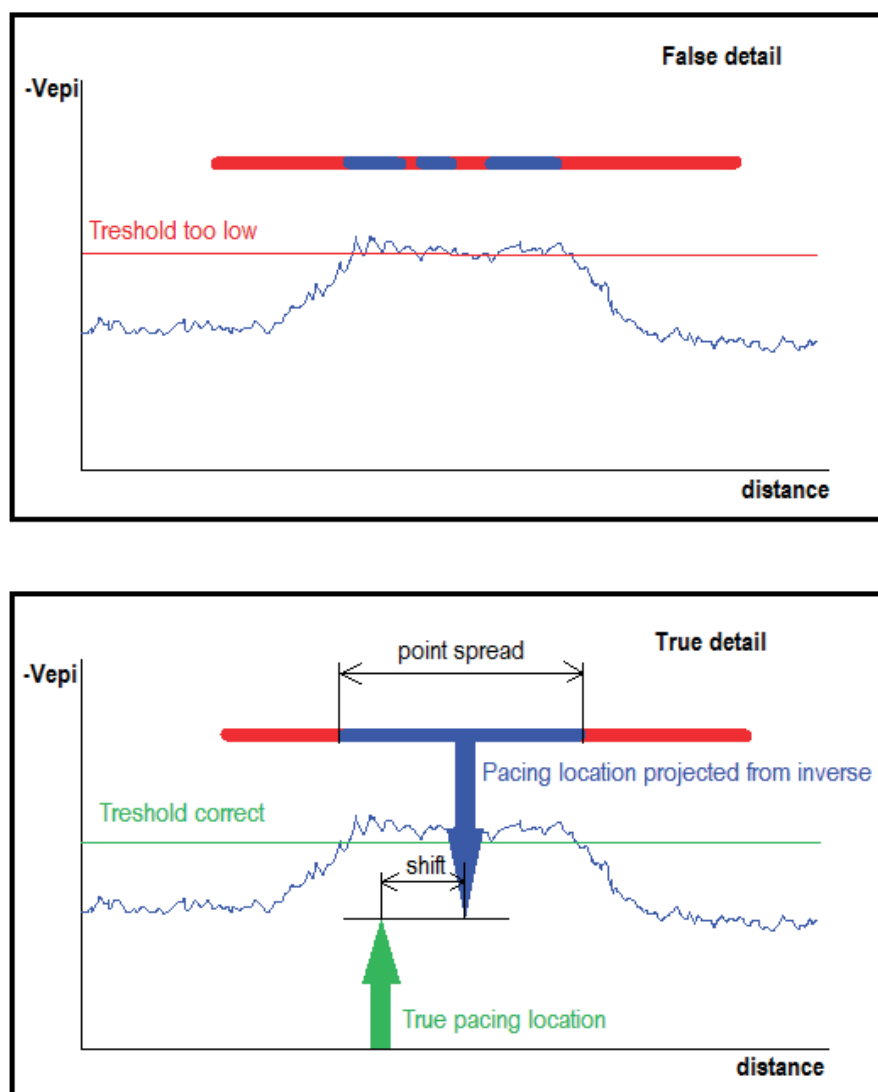 False detail
-Vepi
Treshold too low
distance
True detail
point spread
-Vepi
Pacing location projected from inverse
Treshold correct
shift
True pacing location
distance